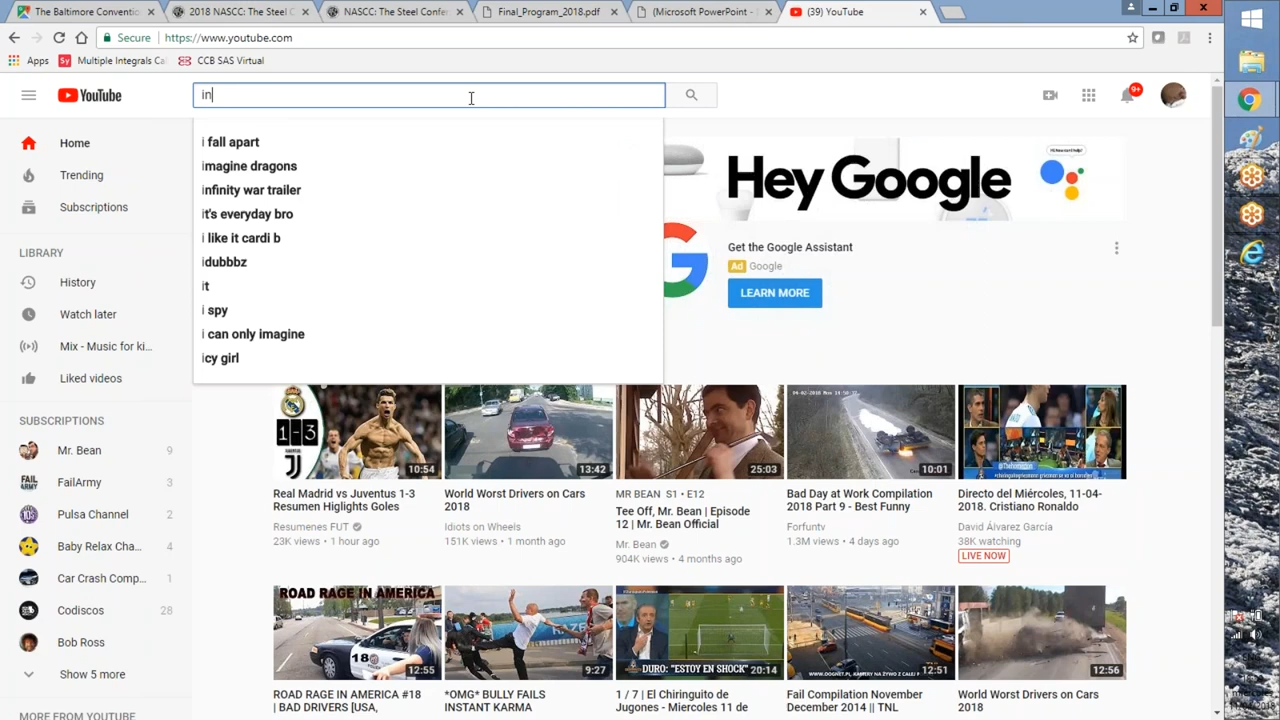 The Baltimore Conventi
2018 NASCC: The Steel C
NASCC: The Steel Confer
Final_Program_2018.pdf
(Microsoft PowerPoint -
(39) YouTube
Secure
https://www.youtube.com
Apps
Multiple Integrals Ca
CCB SAS Virtual
YouTube
in
9+
i fall apart
imagine dragons
infinity war trailer
it's everyday bro
i like it cardi b
idubbbz
it
i spy
i can only imagine
icy girl
Home
Trending
Subscriptions
LIBRARY
History
Watch later
Mix - Music for ki...
Liked videos
SUBSCRIPTIONS
Mr. Bean 9
FailArmy 3
Pulsa Channel 2
Baby Relax Cha... 4
Car Crash Comp... 1
Codiscos 28
Bob Ross
Show 5 more
MORE FROM YOUTUBE
Hey Google
Get the Google Assistant
Ad Google
LEARN MORE
1-3
10:54
Real Madrid vs Juventus 1-3
Resumenes Higlights Goles
Resumenes FUT
23K views • 1 hour ago
13:42
World Worst Drivers on Cars
2018
Idiots on Wheels
151K views • 1 month ago
25:03
MR BEAN S1 • E12
Tee Off, Mr. Bean | Episode
12 | Mr. Bean Official
Mr. Bean
904K views • 4 months ago
10:01
Bad Day at Work Compilation
2018 Part 9 - Best Funny
Forfuntv
1.3M views • 4 days ago
Directo del Miércoles, 11-04-
2018. Cristiano Ronaldo
David Álvarez Garcia
38K watching
LIVE NOW
ROAD RAGE IN AMERICA
18
12:55
ROAD RAGE IN AMERICA #18
| BAD DRIVERS [USA,
9:27
*OMG* BULLY FAILS
INSTANT KARMA
DURO: "ESTOY EN SHOCK"
20:14
1 / 7 | El Chiringuito de
Jugones - Miercoles 11 de
12:51
Fail Compilation November
December 2014 || TNL
12:56
World Worst Drivers on Cars
2018